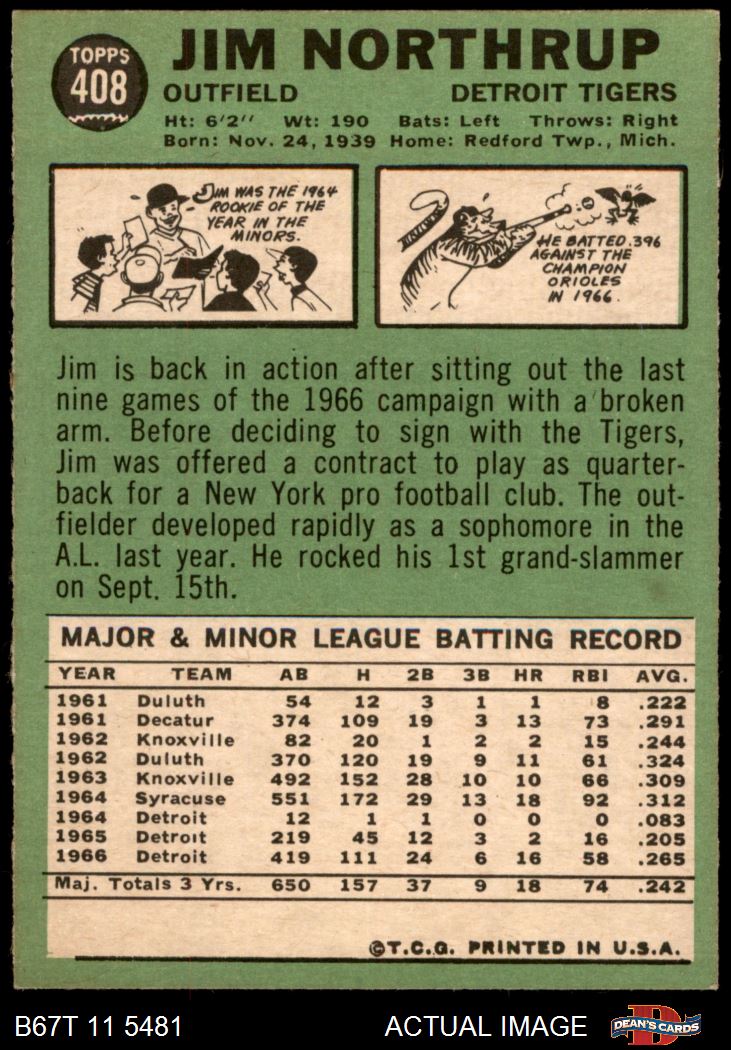 TOPPS
408
JIM NORTHRUP
OUTFIELD DETROIT TIGERS
Ht: 6'2" Wt: 190 Bats: Left Throws: Right
Born: Nov. 24, 1939 Home: Redford Twp., Mich.
JIM WAS THE 1964
ROOKIE OF THE
YEAR IN THE
MINORS.
HE BATTED .396
AGAINST THE
CHAMPION
ORIOLES
IN 1966.
Jim is back in action after sitting out the last
nine games of the 1966 campaign with a broken
arm. Before deciding to sign with the Tigers,
Jim was offered a contract to play as quarter-
back for a New York pro football club. The out-
fielder developed rapidly as a sophomore in the
A.L. last year. He rocked his 1st grand-slammer
on Sept. 15th.
MAJOR & MINOR LEAGUE BATTING RECORD
YEAR TEAM AB H 2B 3B HR RBI AVG.
1961 Duluth 54 12 3 1 1 8 .222
1961 Decatur 374 109 19 3 13 73 .291
1962 Knoxville 82 20 1 2 2 15 .244
1962 Duluth 370 120 19 9 11 61 .324
1963 Knoxville 492 152 28 10 10 66 .309
1964 Syracuse 551 172 29 13 18 92 .312
1964 Detroit 12 1 1 0 0 0 .083
1965 Detroit 219 45 12 3 2 16 .205
1966 Detroit 419 111 24 6 16 58 .265
Maj. Totals 3 Yrs. 650 157 37 9 18 74 .242
©T.C.G. PRINTED IN U.S.A.
B67T 11 5481 ACTUAL IMAGE
D
DEAN'S CARDS